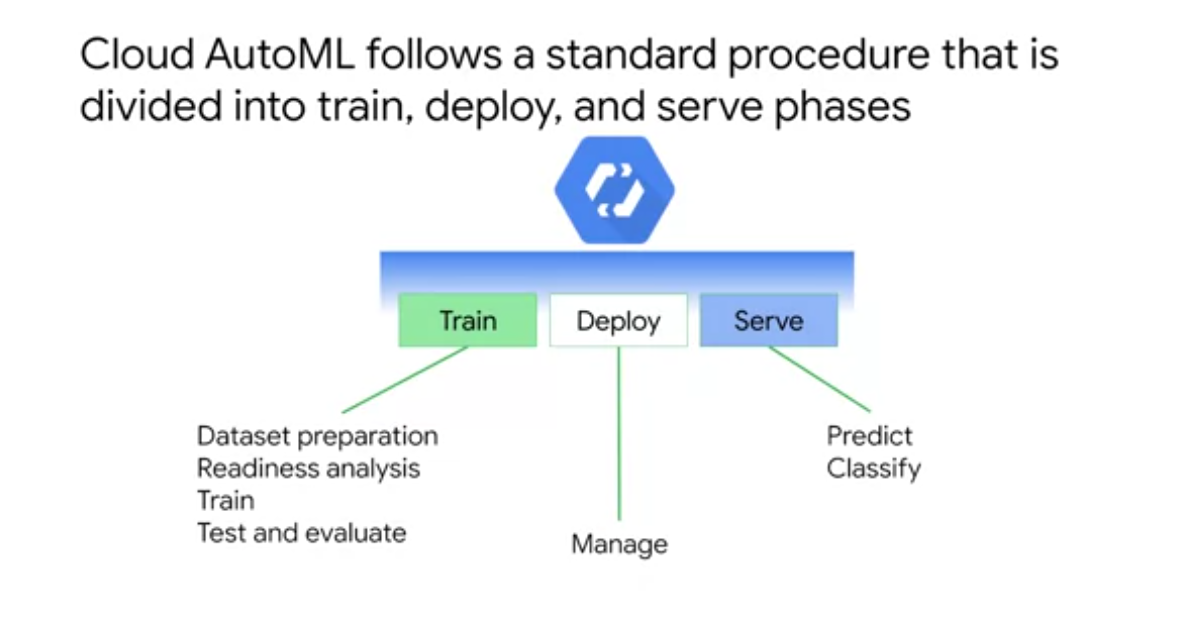 Cloud AutoML follows a standard procedure that is
divided into train, deploy, and serve phases
Train
Deploy
Serve
Dataset preparation
Readiness analysis
Train
Test and evaluate
Manage
Predict
Classify